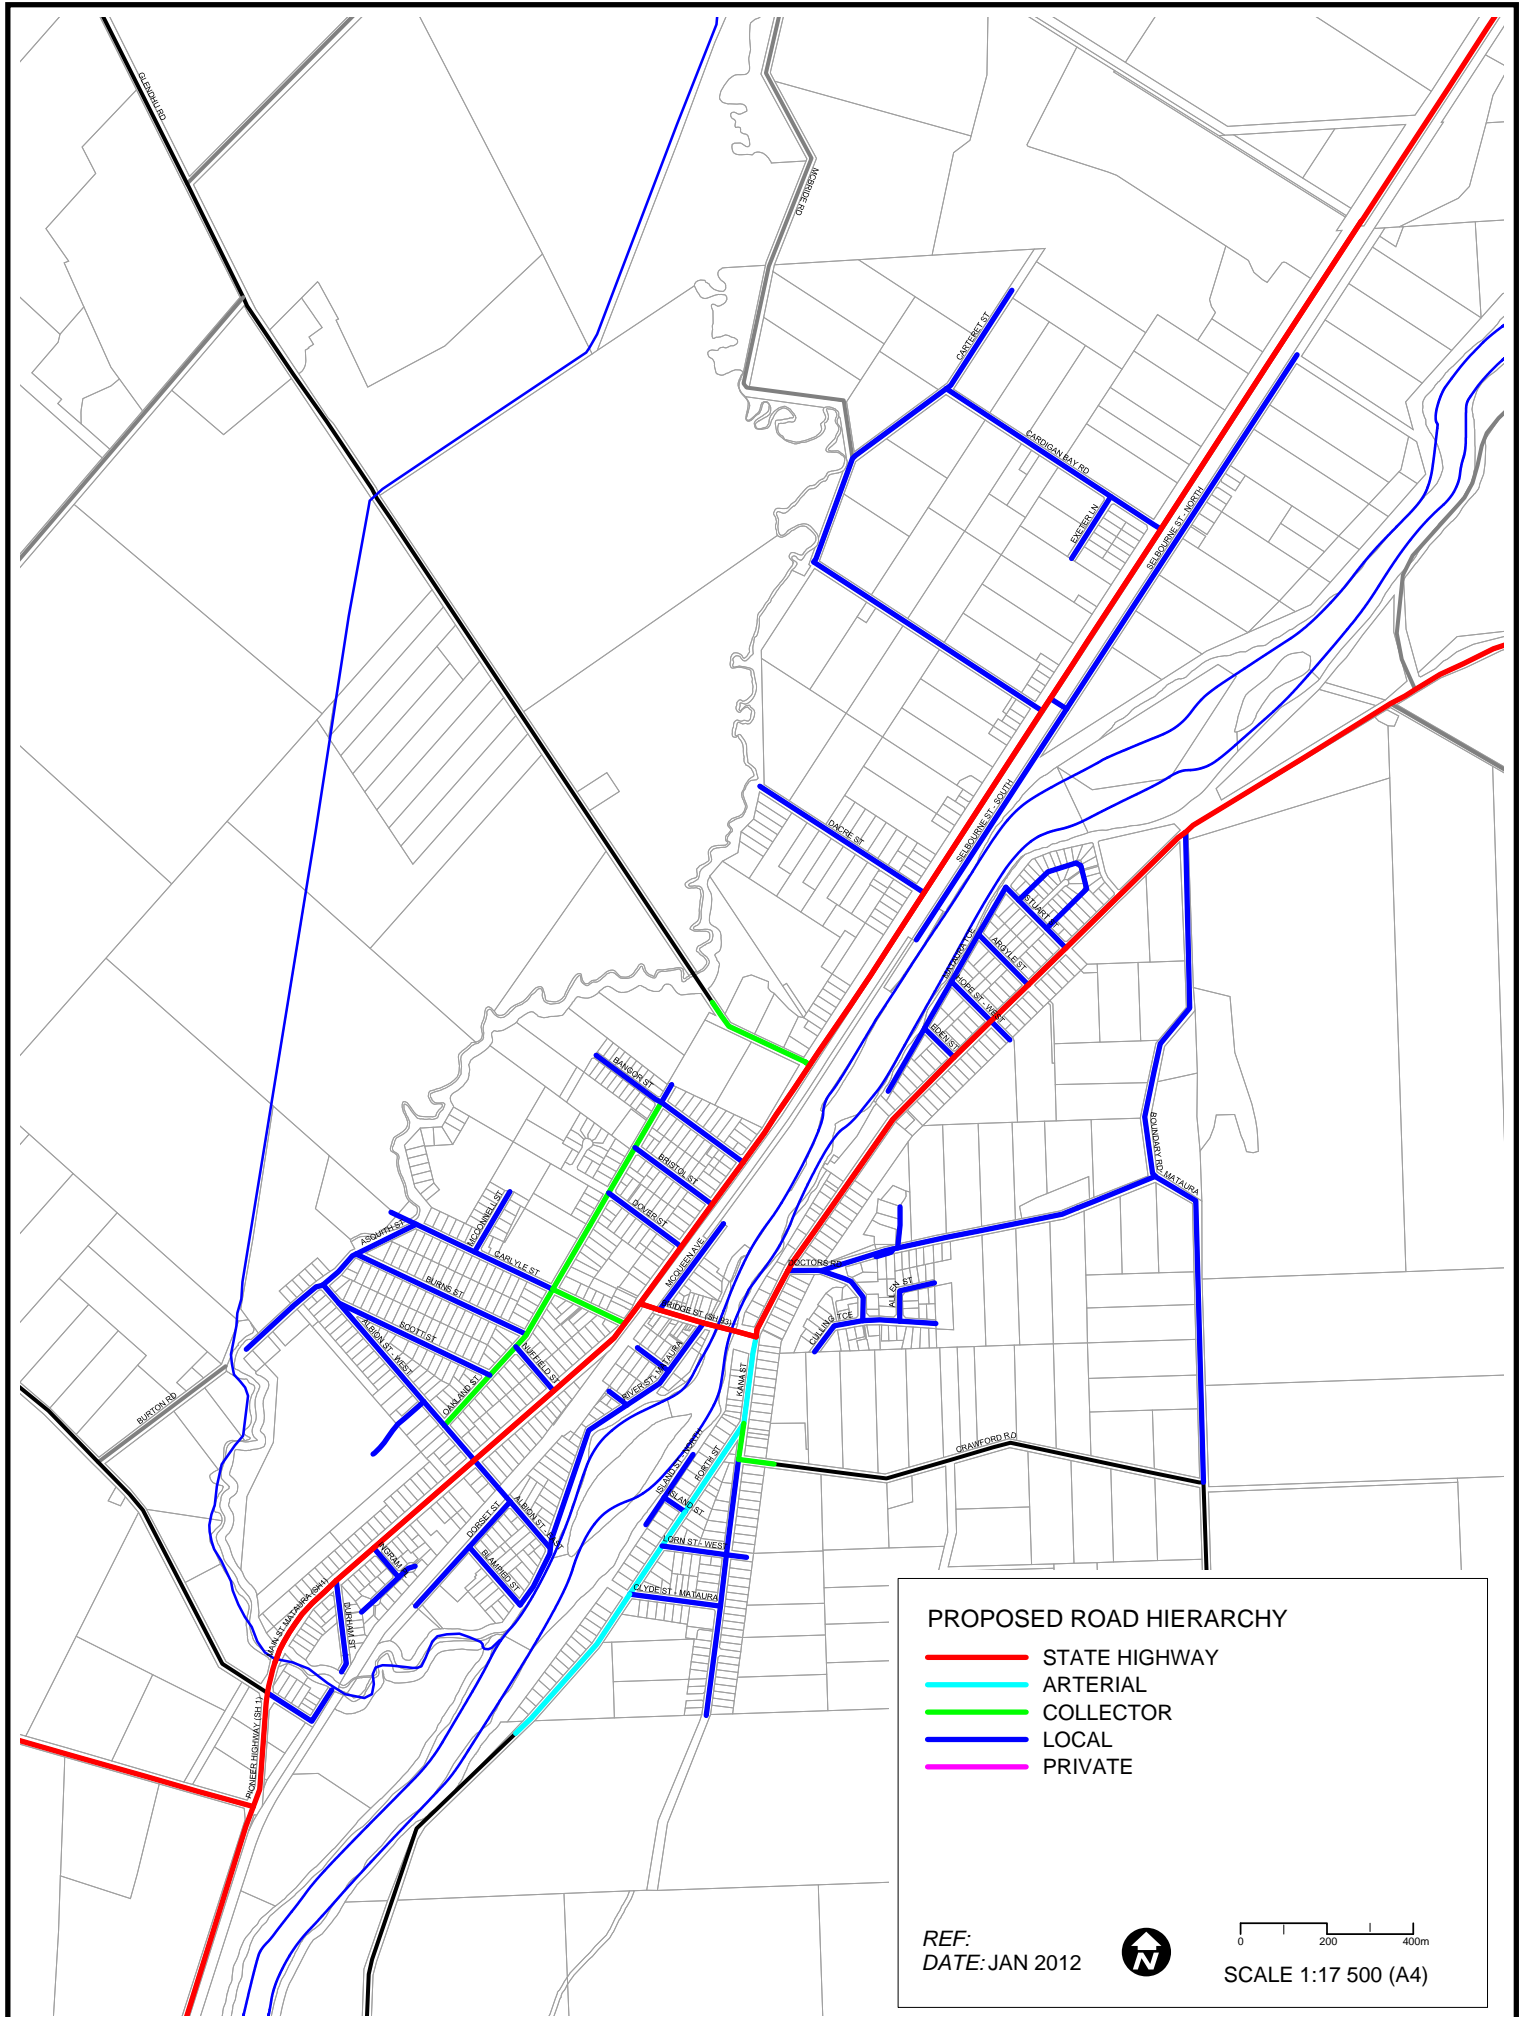 GLENDHU RD
MCBRIDE RD
CARTERET ST
CARDIGAN BAY RD
EXETER LN
SELBOURNE ST - NORTH
DACRE ST
SELBOURNE ST - SOUTH
STUART
MATAURA TCE
ARGYLE ST
HOPE ST - WEST
EDEN ST
BANGOR ST
BRISTOL ST
DOVER ST
BOUNDARY RD- MATAURA
MCCONNELL ST
ASQUITH ST
CARLYLE ST
MCQUEEN AVE
DOCTORS RD
BURNS ST
ALLEN ST
SCOTT ST
CULLING TCE
ALBION ST - WEST
NUFFIELD ST
RIVER ST - MATAURA
KANA ST
BURTON RD
OAKLAND ST
CRAWFORD RD
ISLAND ST - NORTH
FORTH ST
ISLAND ST
DORSET ST
LORN ST - WEST
BLAMFIED ST
CLYDE ST - MATAURA
DURHAM ST
MAIN ST MATAURA (SH1)
PIONEER HIGHWAY (SH 1)
PROPOSED ROAD HIERARCHY
STATE HIGHWAY
ARTERIAL
COLLECTOR
LOCAL
PRIVATE
REF:
DATE: JAN 2012
N
0 200 400m
SCALE 1:17 500 (A4)